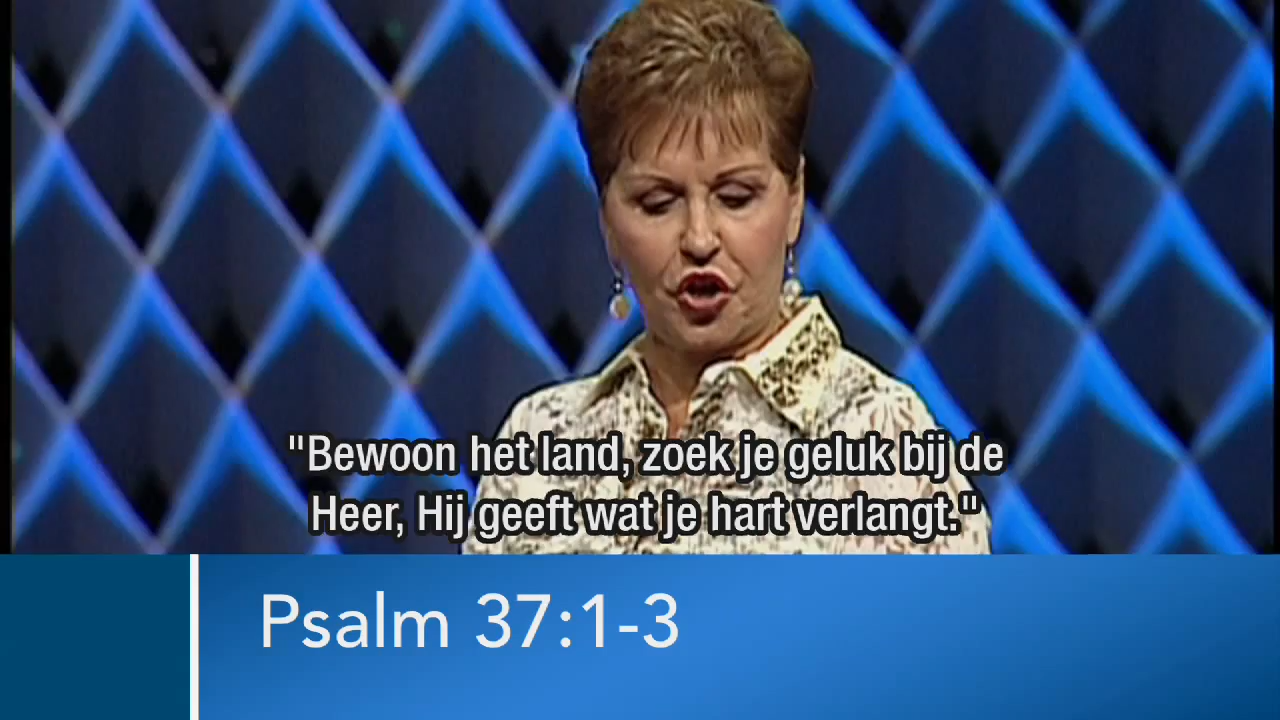 "Bewoon het land, zoek je geluk bij de
Heer, Hij geeft wat je hart verlangt."
Psalm 37:1-3